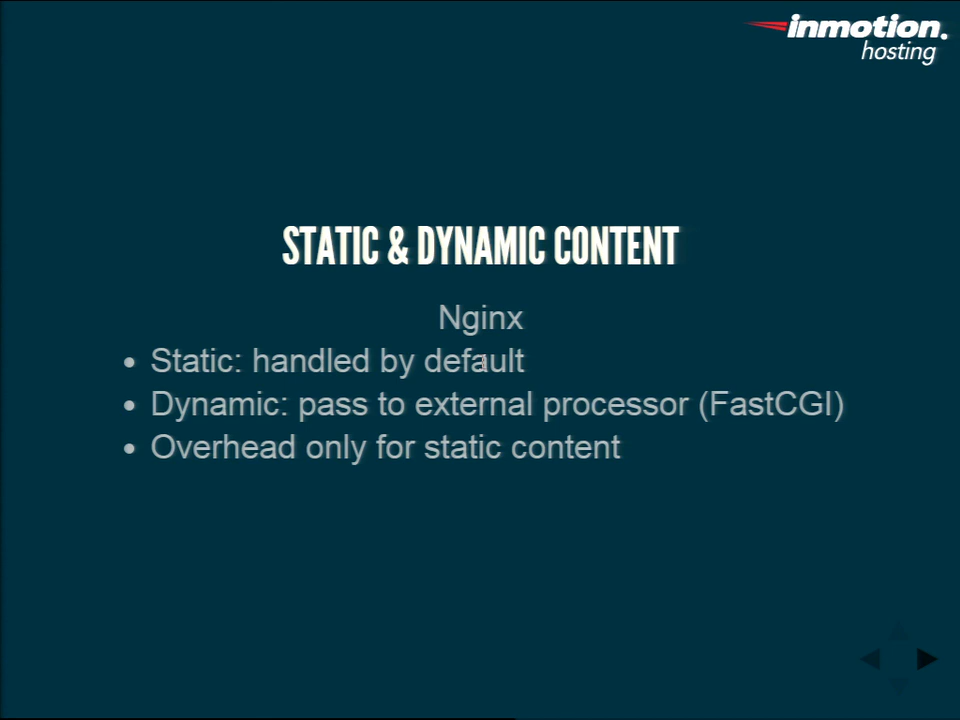 inmotion.
hosting
STATIC & DYNAMIC CONTENT
Nginx
• Static: handled by default
• Dynamic: pass to external processor (FastCGI)
• Overhead only for static content